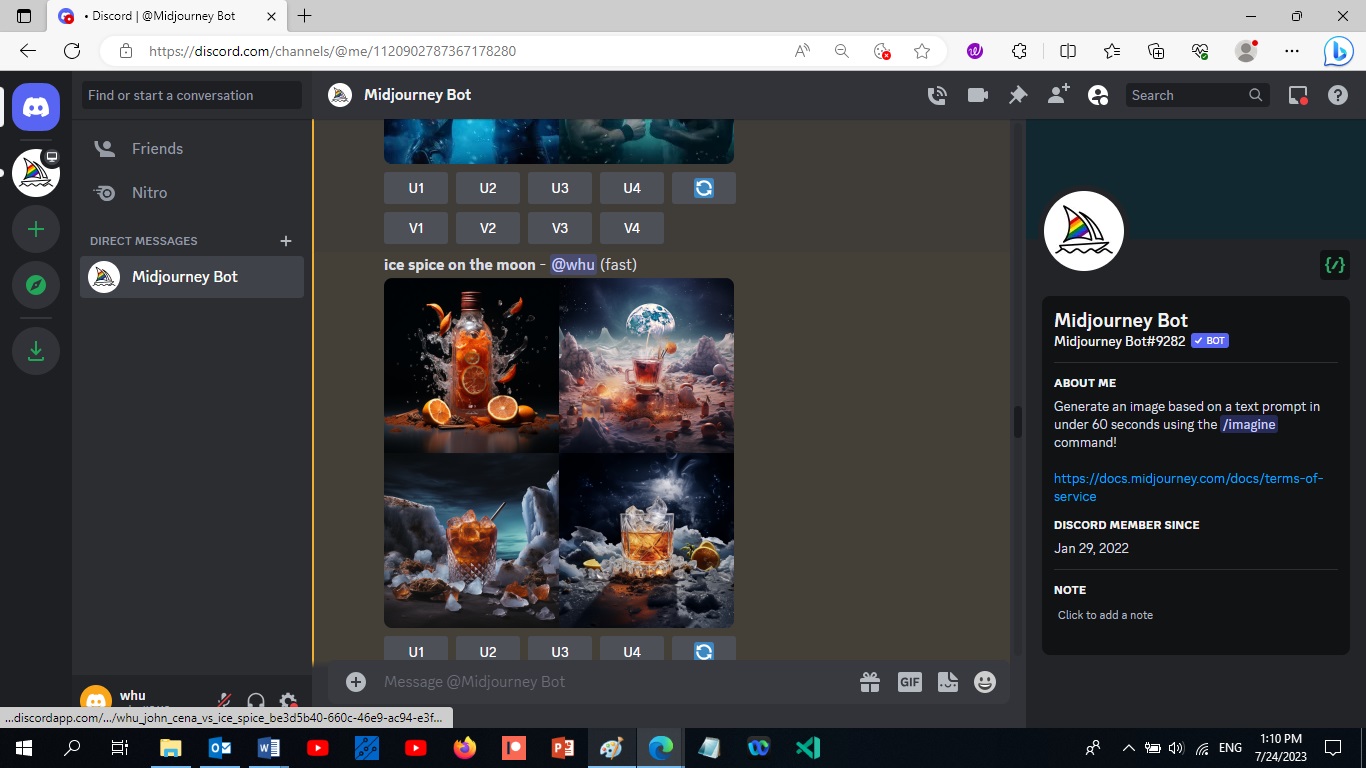 • Discord | @Midjourney Bot
https://discord.com/channels/@me/1120902787367178280
Find or start a conversation
Midjourney Bot
Search
Friends
Nitro
DIRECT MESSAGES
Midjourney Bot
U1 U2 U3 U4
V1 V2 V3 V4
ice spice on the moon - @whu (fast)
U1 U2 U3 U4
Message @Midjourney Bot
GIF
Midjourney Bot
Midjourney Bot#9282 BOT
ABOUT ME
Generate an image based on a text prompt in
under 60 seconds using the /imagine
command!
https://docs.midjourney.com/docs/terms-of-
service
DISCORD MEMBER SINCE
Jan 29, 2022
NOTE
Click to add a note
whu
...discordapp.com/.../whu_john_cena_vs_ice_spice_be3d5b40-660c-46e9-ac94-e3f...
ENG
1:10 PM
7/24/2023